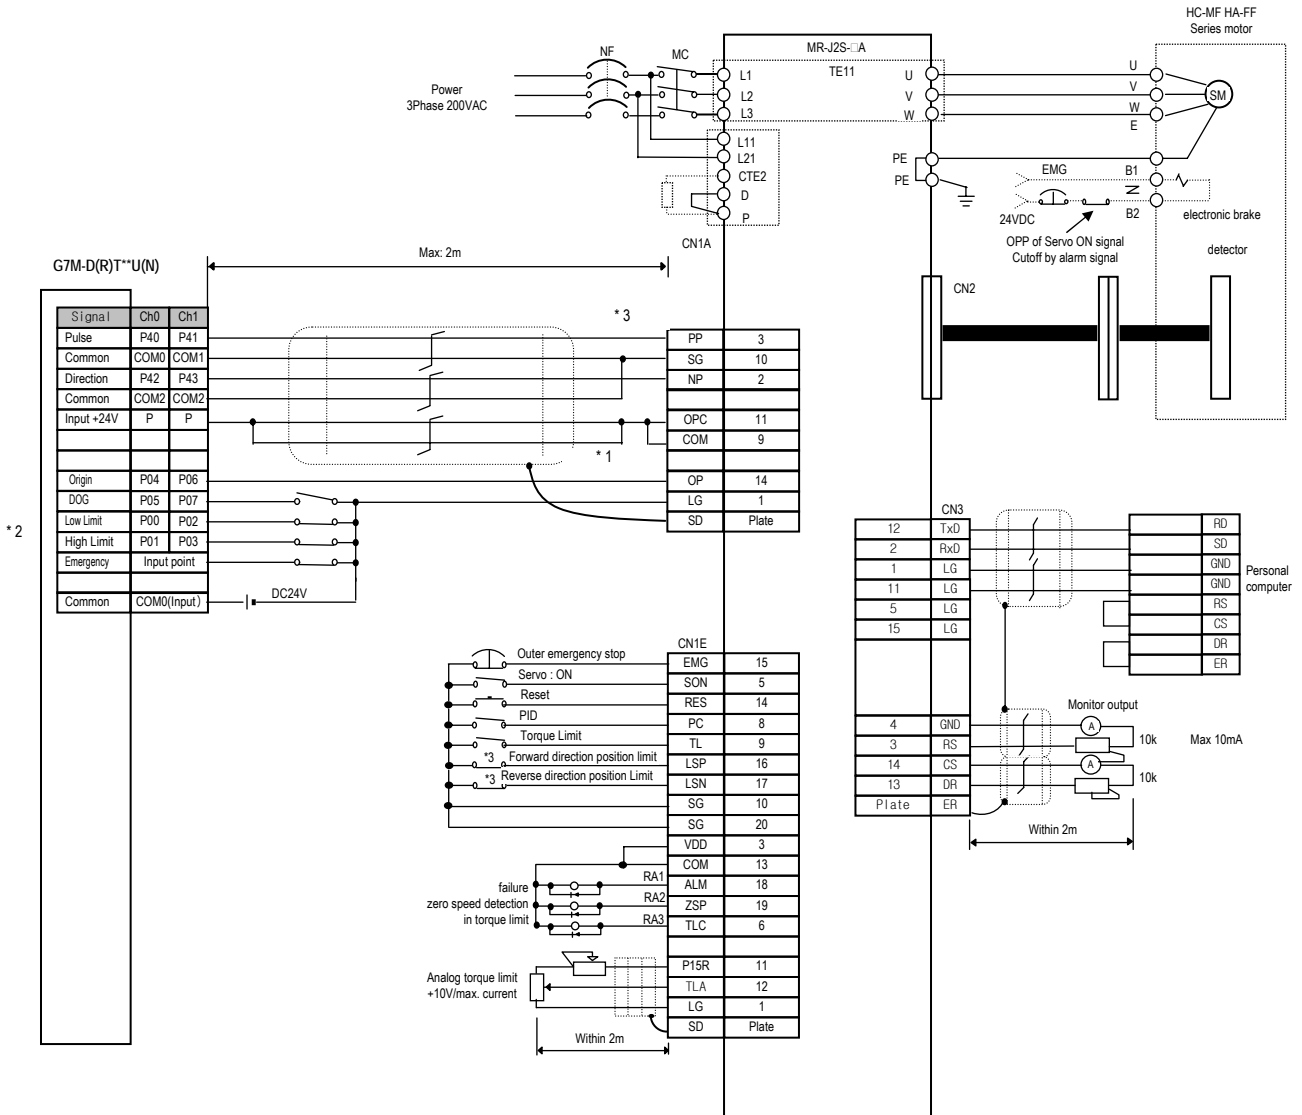 HC-MF HA-FF
Series motor
NF
MC
MR-J2S-□A
TE11
Power
3Phase 200VAC
L1
L2
L3
U
V
W
U
V
W
E
SM
L11
L21
CTE2
D
P
PE
PE
EMG
B1
24VDC
B2
electronic brake
OPP of Servo ON signal
Cutoff by alarm signal
detector
CN1A
CN2
Max: 2m
G7M-D(R)T**U(N)
* 3
Signal Ch0 Ch1
Pulse P40 P41
Common COM0 COM1
Direction P42 P43
Common COM2 COM2
Input +24V P P
Origin P04 P06
DOG P05 P07
Low Limit P00 P02
High Limit P01 P03
Emergency Input point
Common COM0(Input)
* 2
* 1
DC24V
PP 3
SG 10
NP 2
OPC 11
COM 9
OP 14
LG 1
SD Plate
CN3
12 TxD
2 RxD
1 LG
11 LG
5 LG
15 LG
4 GND
3 RS
14 CS
13 DR
Plate ER
RD
SD
GND
GND
RS
CS
DR
ER
Personal
computer
Monitor output
A
10k
A
10k
Max 10mA
Within 2m
CN1E
Outer emergency stop
Servo : ON
Reset
PID
Torque Limit
*3 Forward direction position limit
*3 Reverse direction position Limit
EMG 15
SON 5
RES 14
PC 8
TL 9
LSP 16
LSN 17
SG 10
SG 20
VDD 3
COM 13
ALM 18
ZSP 19
TLC 6
P15R 11
TLA 12
LG 1
SD Plate
failure
zero speed detection
in torque limit
RA1
RA2
RA3
Analog torque limit
+10V/max. current
Within 2m